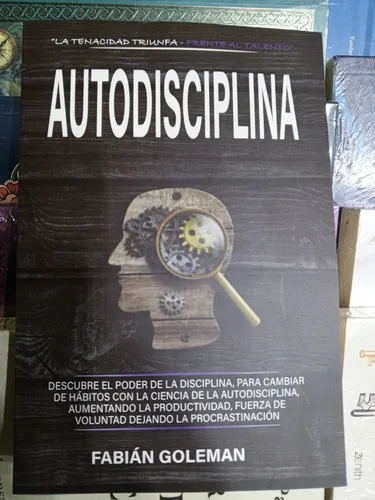 "LA TENACIDAD TRIUNFA - FRENTE AL TALENTO".
AUTODISCIPLINA
DESCUBRE EL PODER DE LA DISCIPLINA, PARA CAMBIAR
DE HÁBITOS CON LA CIENCIA DE LA AUTODISCIPLINA,
AUMENTANDO LA PRODUCTIVIDAD, FUERZA DE
VOLUNTAD DEJANDO LA PROCRASTINACIÓN
FABIÁN GOLEMAN
zenith